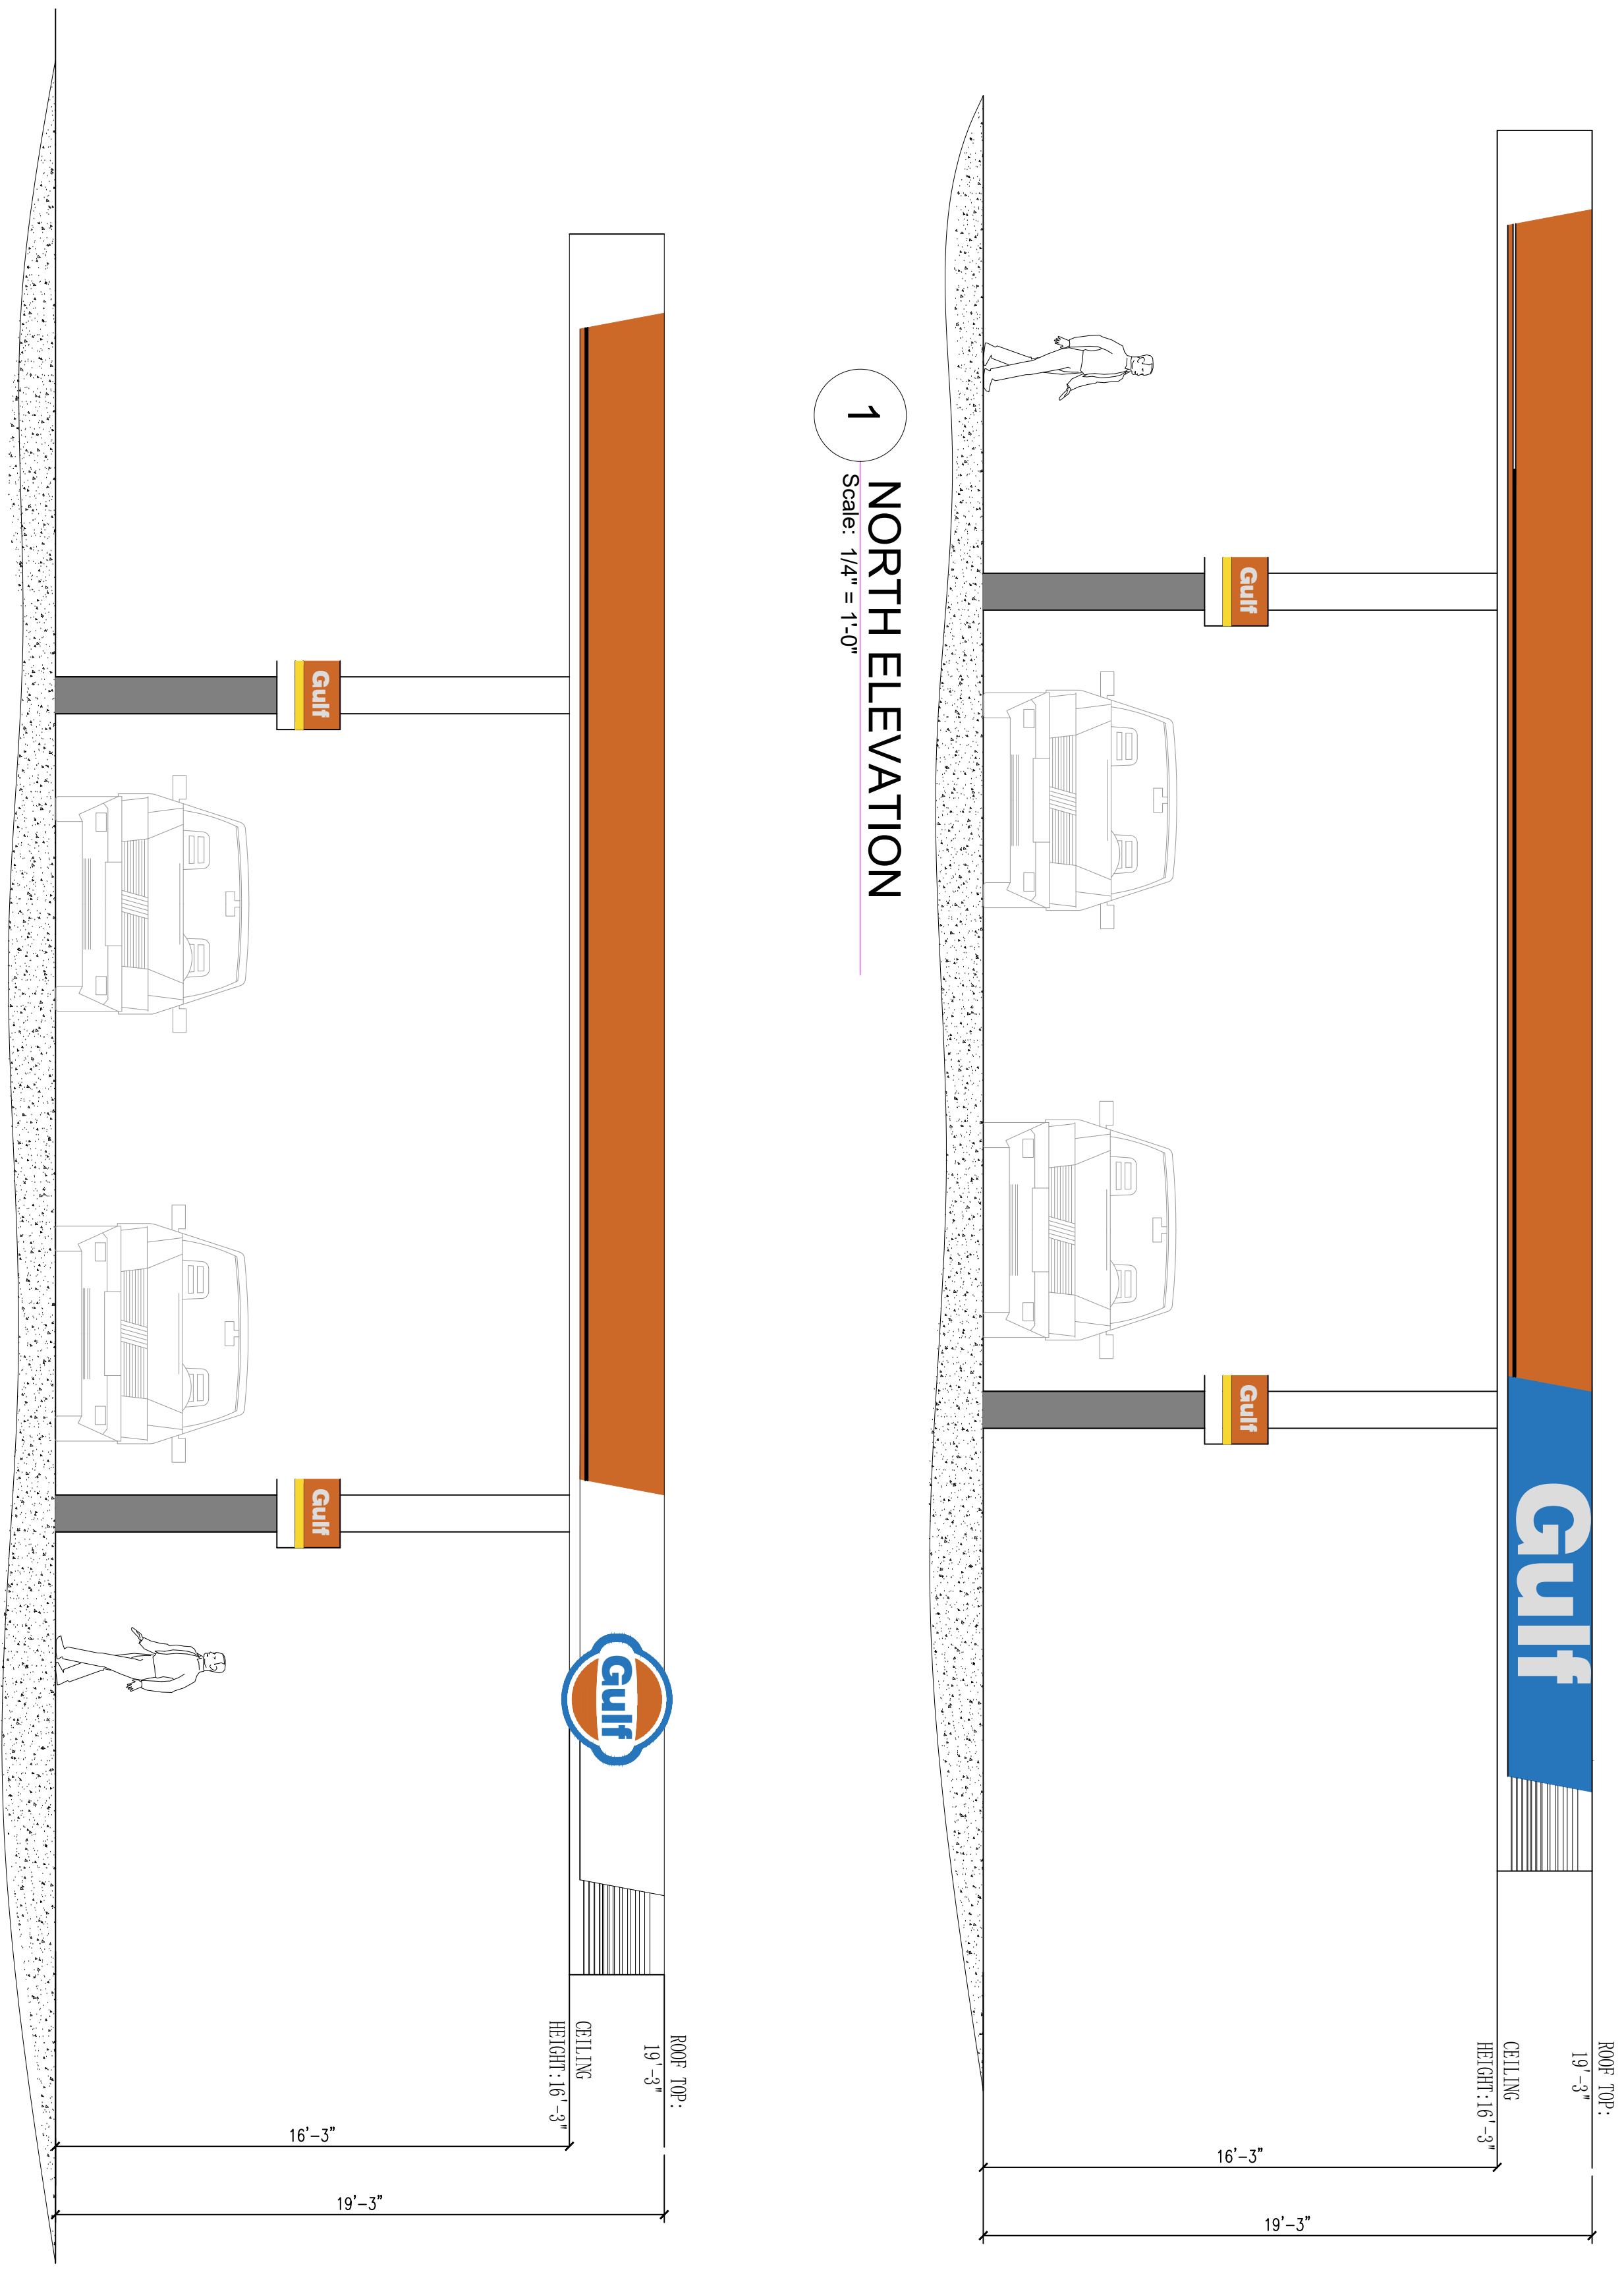 Gulf
ROOF TOP:
19'-3"
CEILING
HEIGHT:16'-3"
Gulf
Gulf
16'-3"
19'-3"
1
NORTH ELEVATION
Scale: 1/4" = 1'-0"
Gulf
ROOF TOP:
19'-3"
CEILING
HEIGHT:16'-3"
Gulf
Gulf
16'-3"
19'-3"